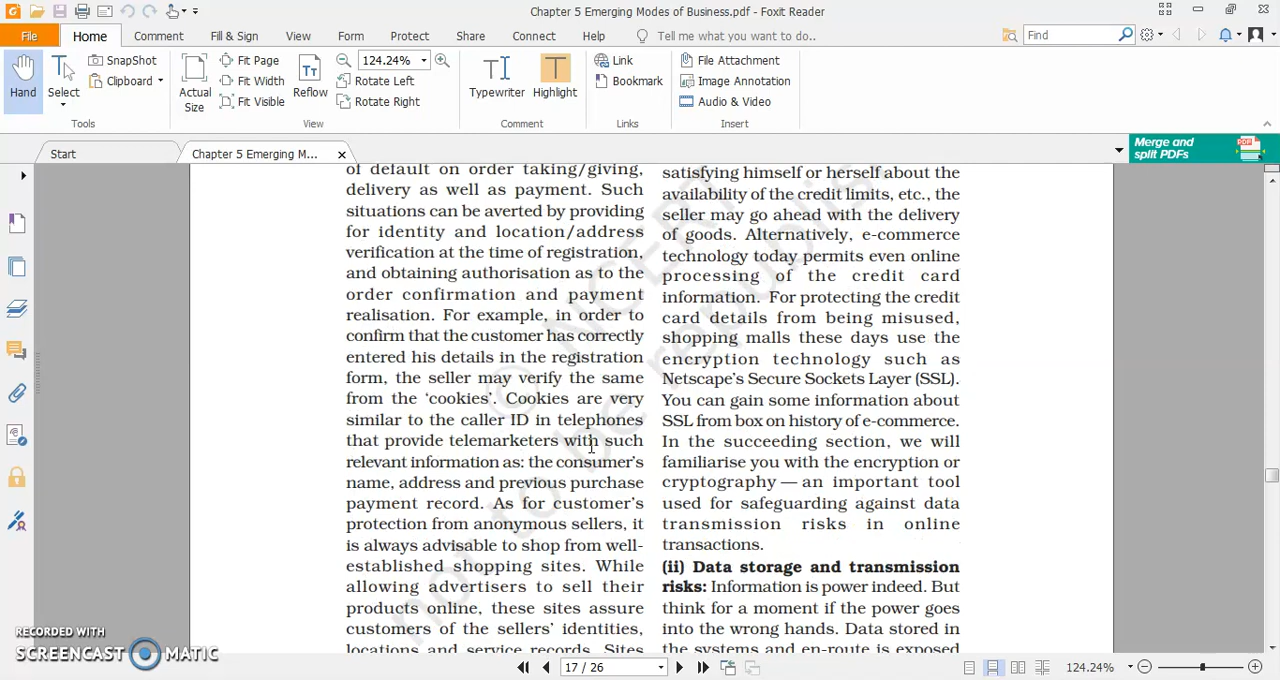 Chapter 5 Emerging Modes of Business.pdf - Foxit Reader
File Home Comment Fill & Sign View Form Protect Share Connect Help Tell me what you want to do.. Find
Hand
Select
SnapShot
Clipboard
Tools
Actual Size
Fit Page
Fit Width
Fit Visible
Reflow
124.24%
Rotate Left
Rotate Right
View
Typewriter
Highlight
Comment
Link
Bookmark
Links
File Attachment
Image Annotation
Audio & Video
Insert
Start
Chapter 5 Emerging M...
Merge and
split PDFs
of default on order taking/giving,
delivery as well as payment. Such
situations can be averted by providing
for identity and location/address
verification at the time of registration,
and obtaining authorisation as to the
order confirmation and payment
realisation. For example, in order to
confirm that the customer has correctly
entered his details in the registration
form, the seller may verify the same
from the ‘cookies’. Cookies are very
similar to the caller ID in telephones
that provide telemarketers with such
relevant information as: the consumer’s
name, address and previous purchase
payment record. As for customer’s
protection from anonymous sellers, it
is always advisable to shop from well-
established shopping sites. While
allowing advertisers to sell their
products online, these sites assure
customers of the sellers’ identities,
locations and service records. Sites
satisfying himself or herself about the
availability of the credit limits, etc., the
seller may go ahead with the delivery
of goods. Alternatively, e-commerce
technology today permits even online
processing of the credit card
information. For protecting the credit
card details from being misused,
shopping malls these days use the
encryption technology such as
Netscape’s Secure Sockets Layer (SSL).
You can gain some information about
SSL from box on history of e-commerce.
In the succeeding section, we will
familiarise you with the encryption or
cryptography — an important tool
used for safeguarding against data
transmission risks in online
transactions.
(ii) Data storage and transmission
risks: Information is power indeed. But
think for a moment if the power goes
into the wrong hands. Data stored in
the systems and en-route is exposed
© NCERT
not to be republis
RECORDED WITH
SCREENCAST MATIC
17 / 26
124.24%